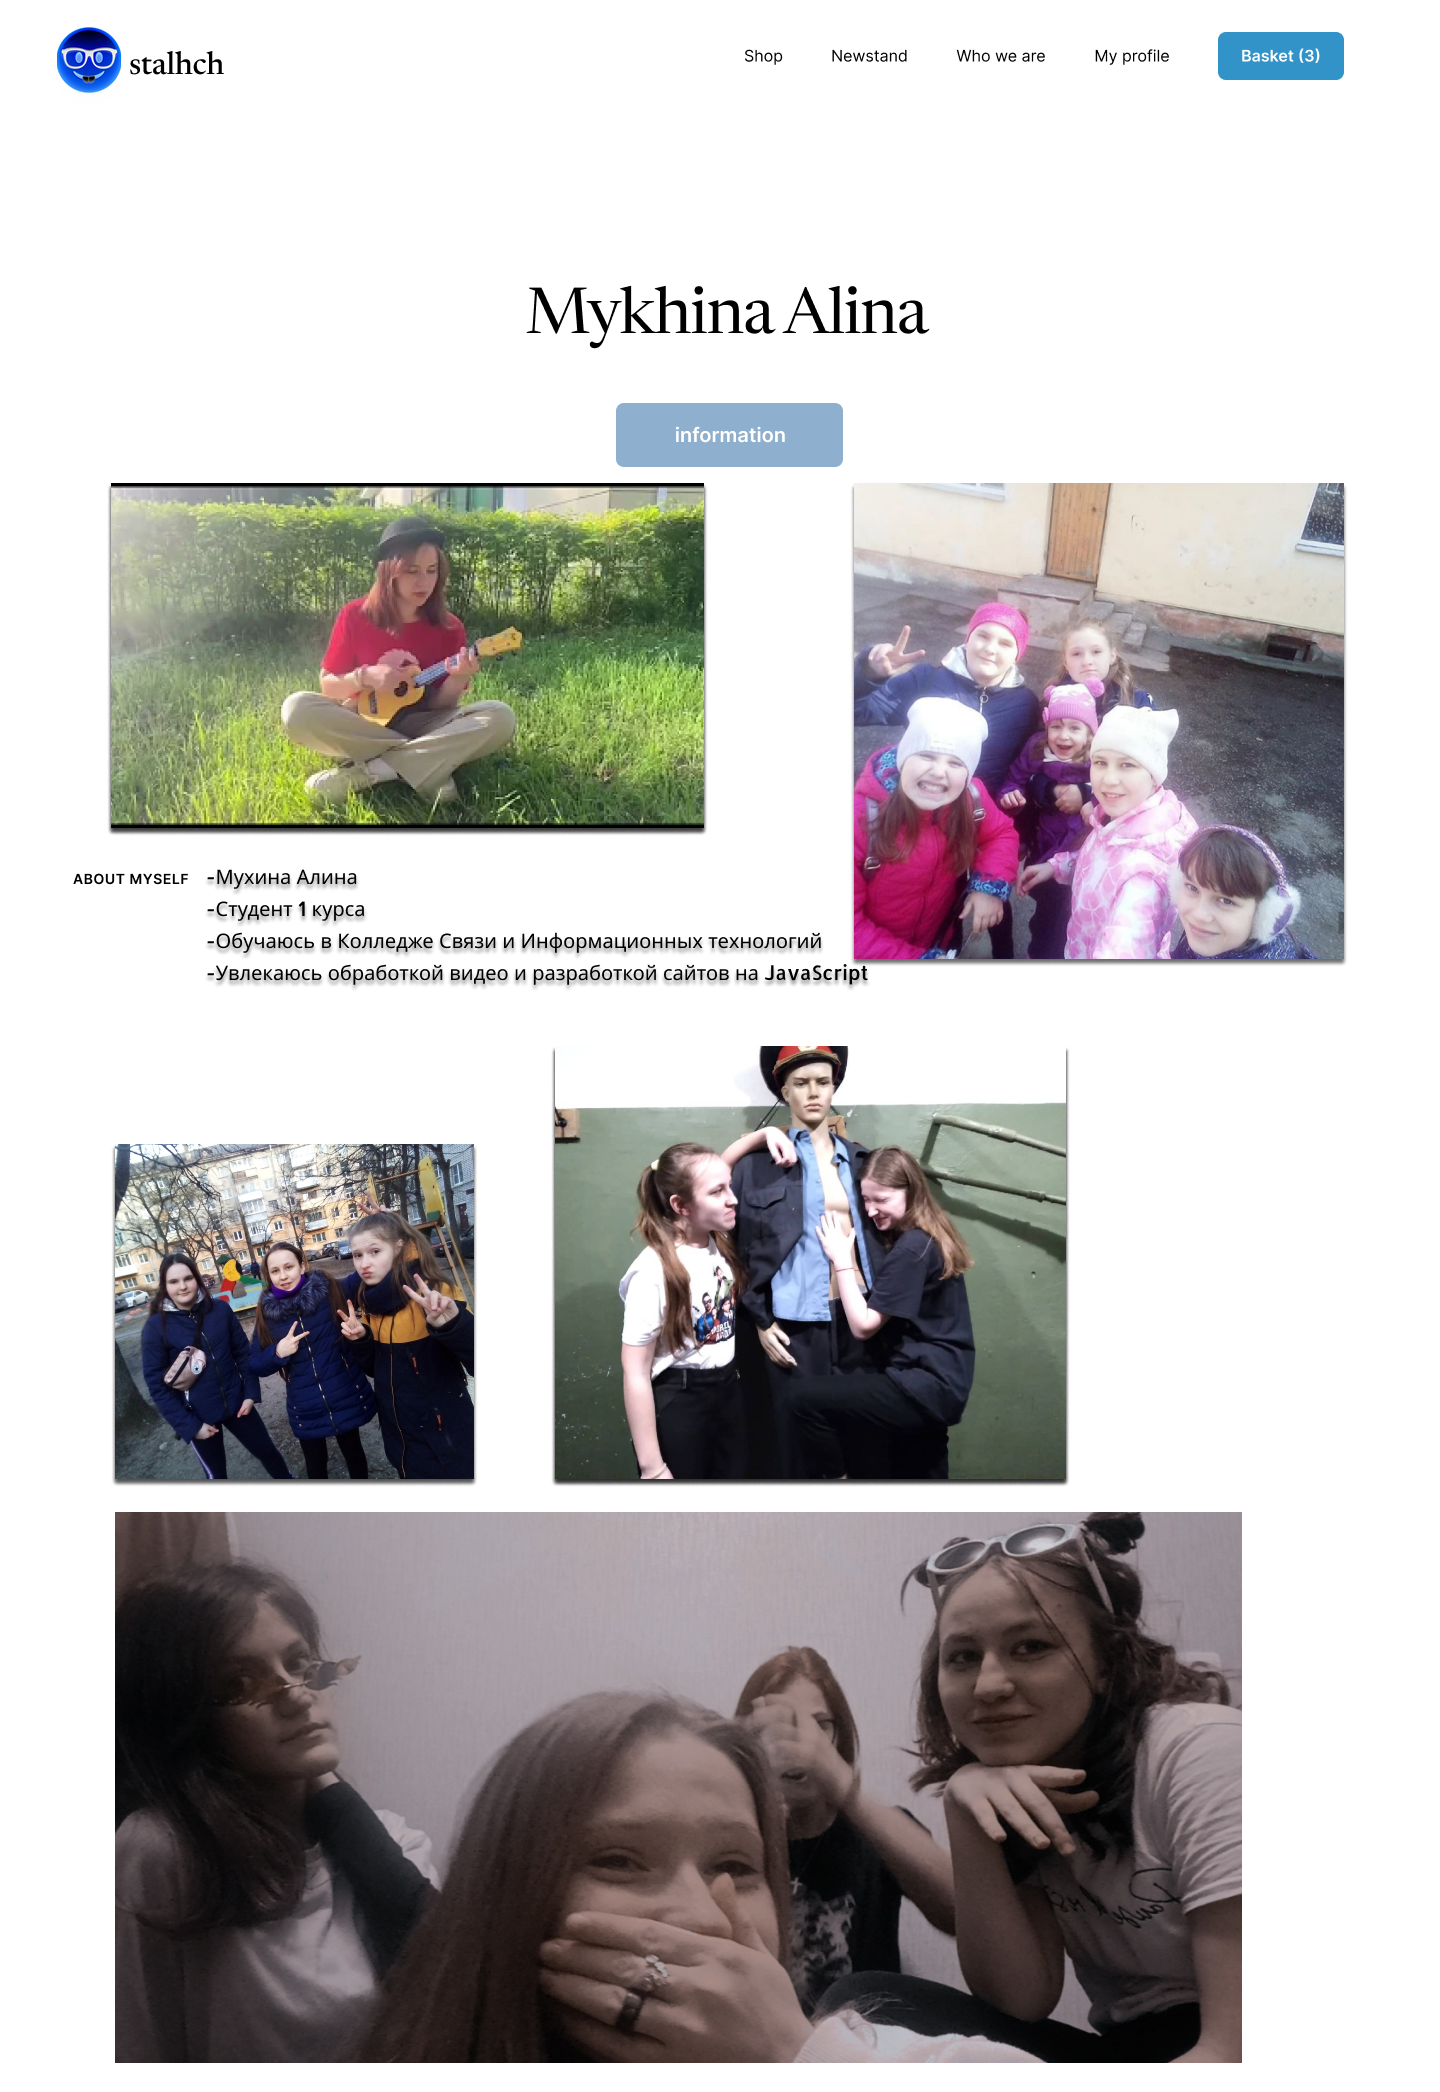 stalhch
Shop Newstand Who we are My profile Basket (3)
Mykhina Alina
information
ABOUT MYSELF
-Мухина Алина
-Студент 1 курса
-Обучаюсь в Колледже Связи и Информационных технологий
-Увлекаюсь обработкой видео и разработкой сайтов на JavaScript